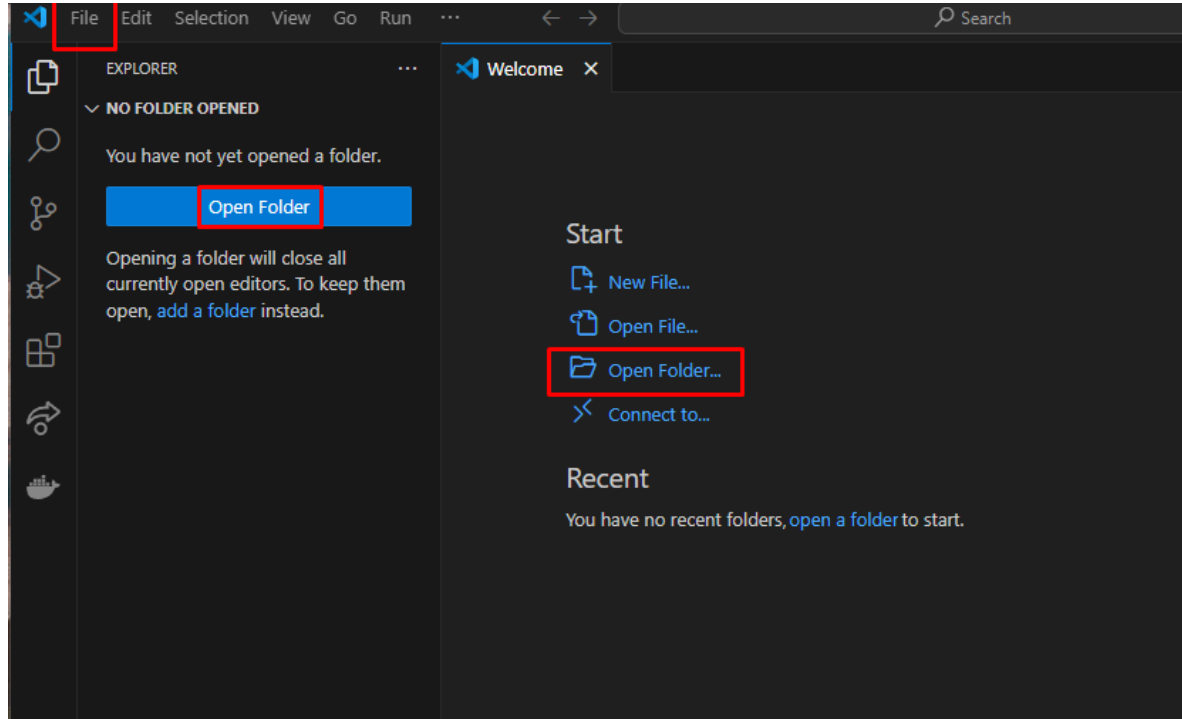 File Edit Selection View Go Run ··· Search
EXPLORER ···
Welcome
NO FOLDER OPENED
You have not yet opened a folder.
Open Folder
Opening a folder will close all
currently open editors. To keep them
open, add a folder instead.
Start
New File...
Open File...
Open Folder...
Connect to...
Recent
You have no recent folders, open a folder to start.